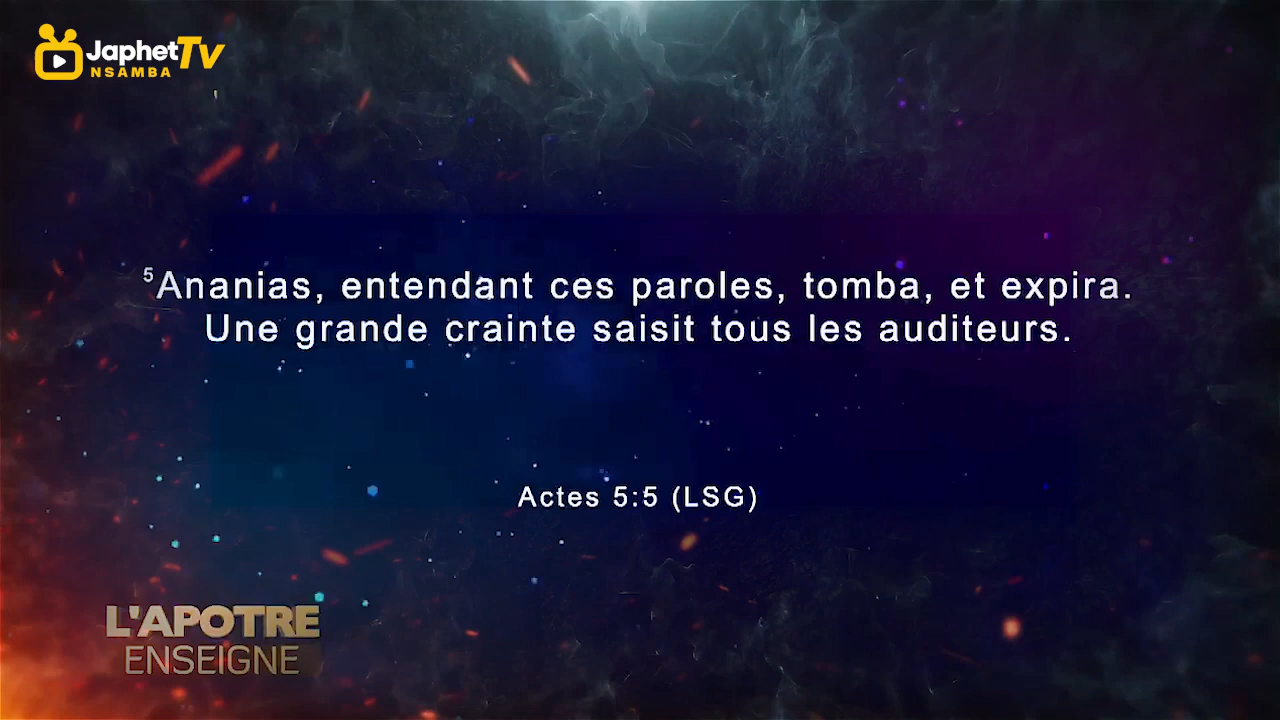 JaphetTv
NSAMBA
⁵Ananias, entendant ces paroles, tomba, et expira.
Une grande crainte saisit tous les auditeurs.
Actes 5:5 (LSG)
L'APOTRE
ENSEIGNE